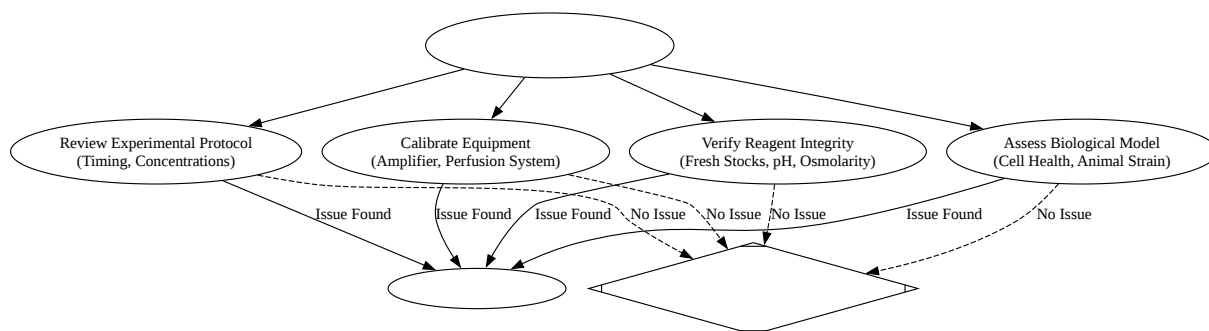 Review Experimental Protocol
(Timing, Concentrations)
Calibrate Equipment
(Amplifier, Perfusion System)
Verify Reagent Integrity
(Fresh Stocks, pH, Osmolarity)
Assess Biological Model
(Cell Health, Animal Strain)
Issue Found
Issue Found
Issue Found
No Issue
No Issue
No Issue
Issue Found
No Issue